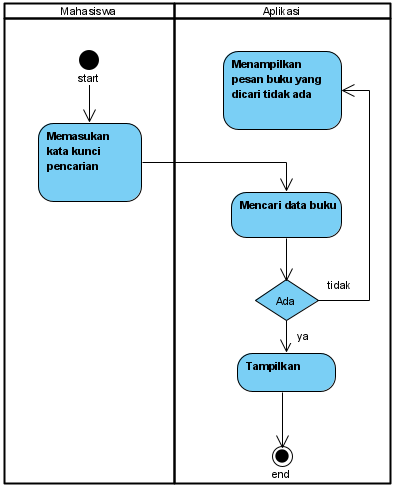 Mahasiswa
Aplikasi
start
Menampilkan
pesan buku yang
dicari tidak ada
Memasukan
kata kunci
pencarian
Mencari data buku
Ada
tidak
ya
Tampilkan
end